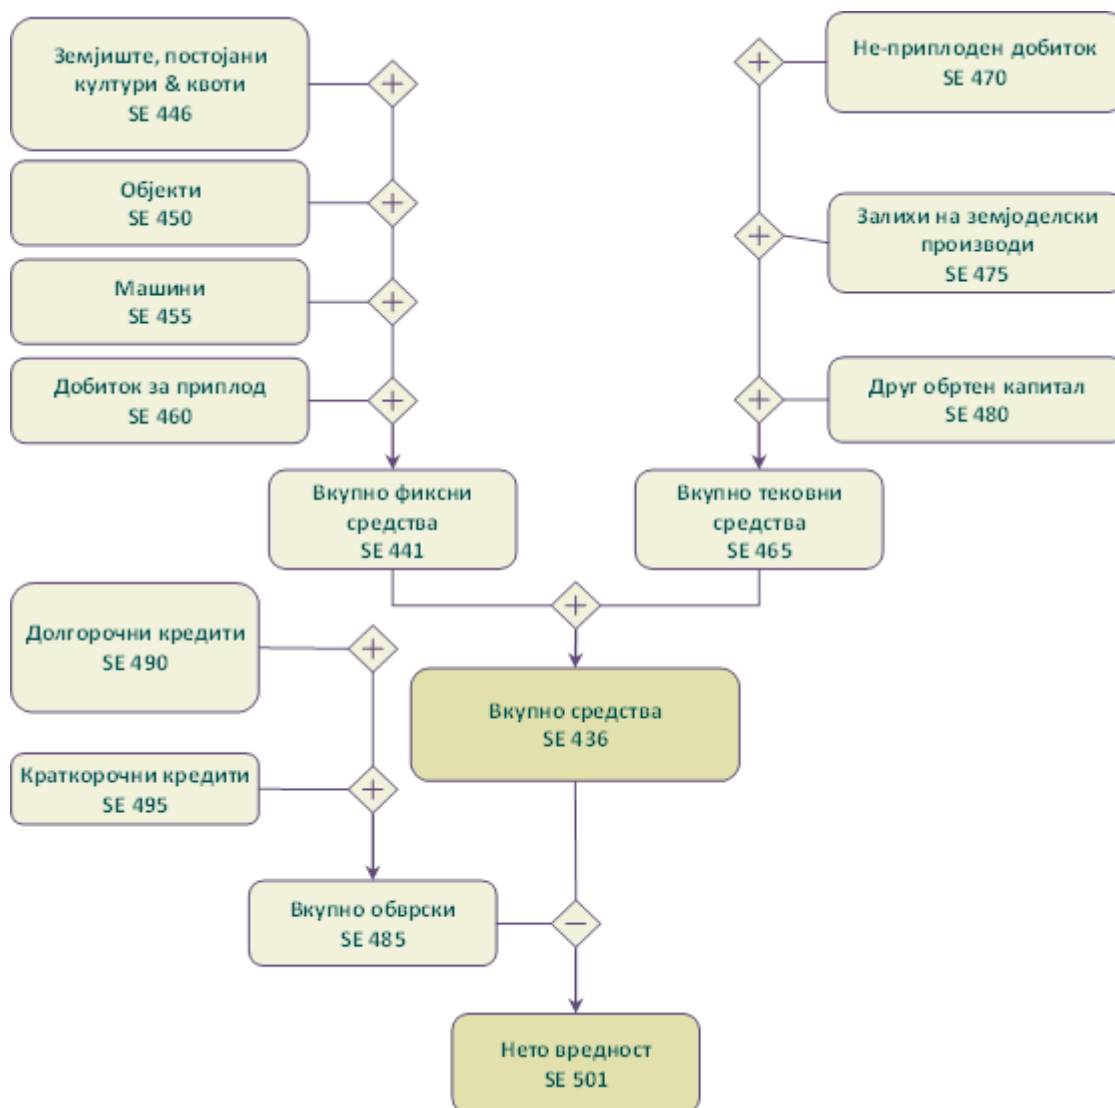 Земјиште, постојани
култури & квоти
SE 446
Објекти
SE 450
Машини
SE 455
Добиток за приплод
SE 460
Не-приплоден добиток
SE 470
Залихи на земјоделски
производи
SE 475
Друг обртен капитал
SE 480
Вкупно фиксни
средства
SE 441
Вкупно тековни
средства
SE 465
Долгорочни кредити
SE 490
Вкупно средства
SE 436
Краткорочни кредити
SE 495
Вкупно обврски
SE 485
Нето вредност
SE 501